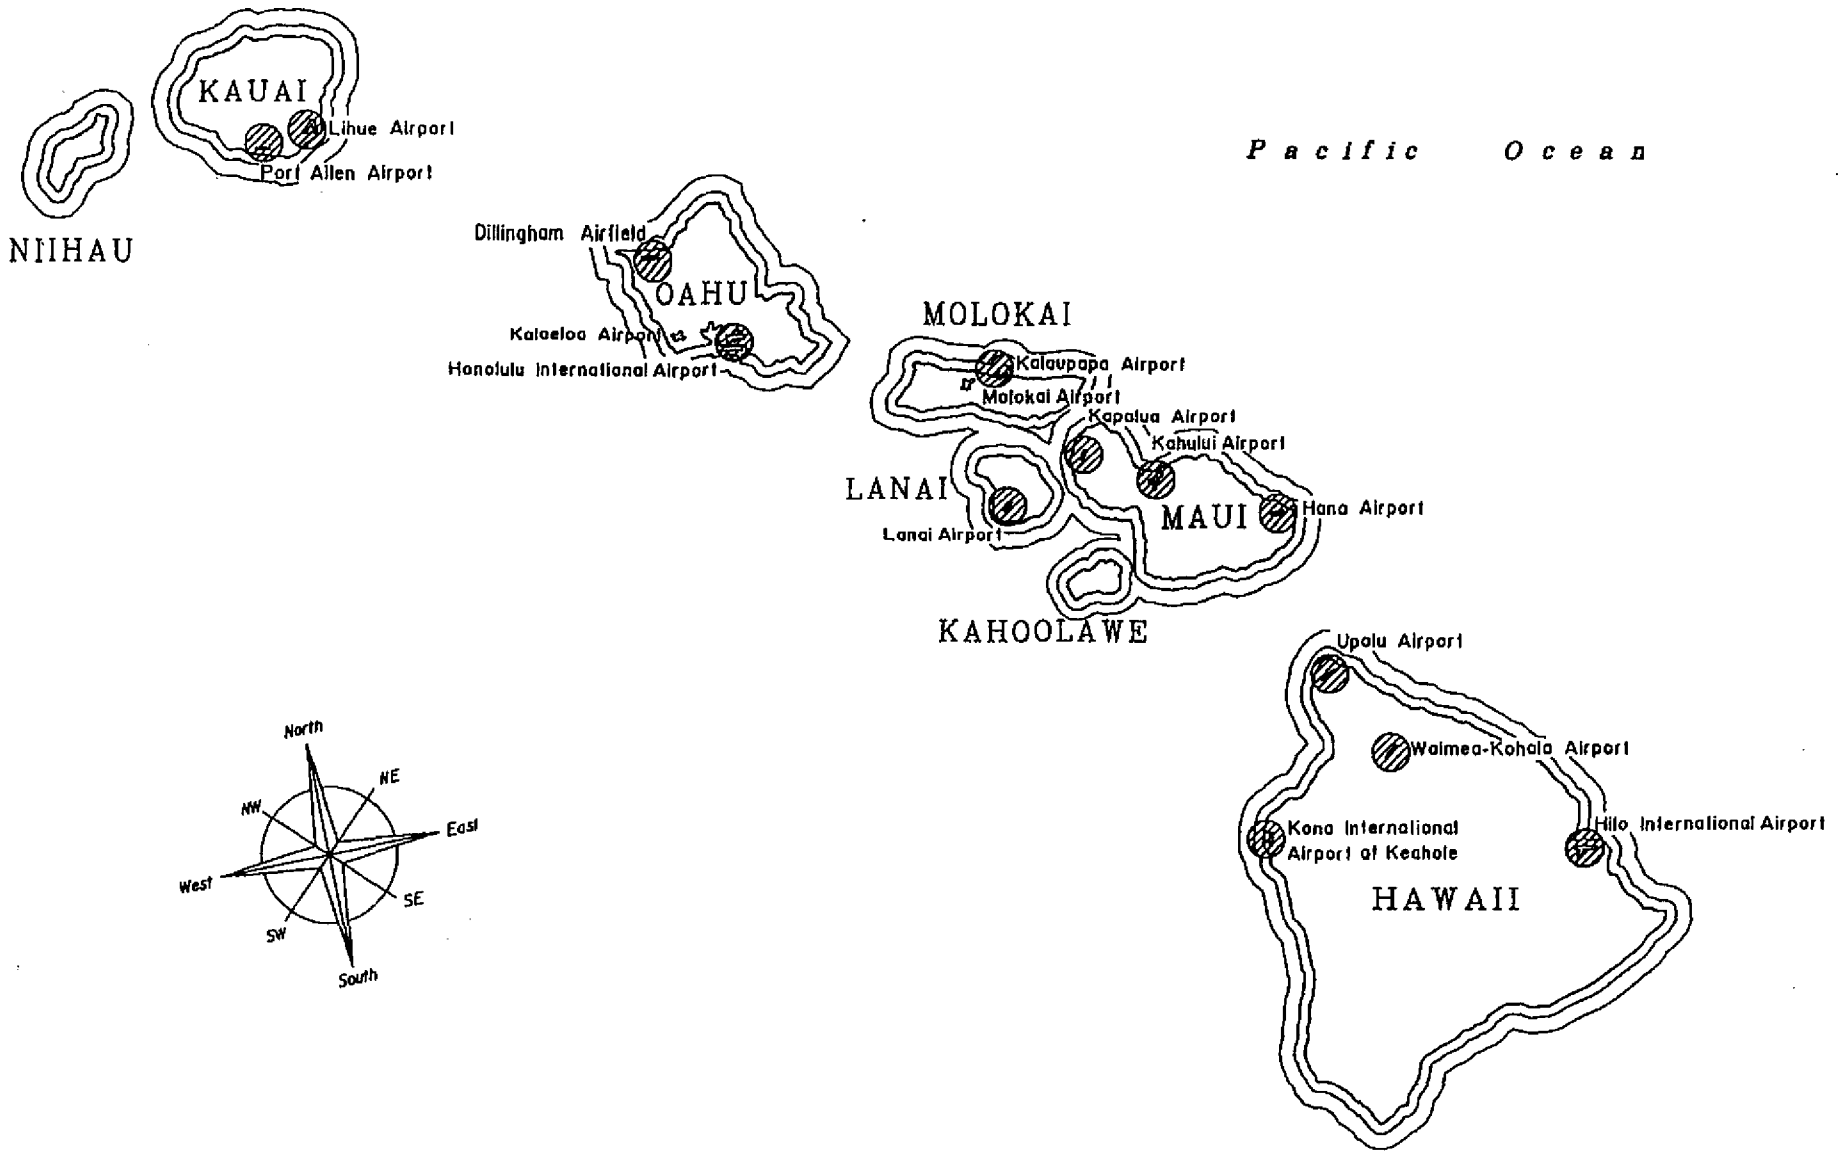 KAUAI
Lihue Airport
Port Allen Airport
NIIHAU
Pacific Ocean
Dillingham Airfield
OAHU
Kalaeloa Airport
Honolulu International Airport
MOLOKAI
Kalaupapa Airport
Molokai Airport
Kapalua Airport
Kahului Airport
LANAI
Lanai Airport
MAUI
Hana Airport
KAHOOLAWE
Upolu Airport
Waimea-Kohala Airport
Kona International
Airport at Keahole
Hilo International Airport
HAWAII
North
NE
NW
East
West
SE
SW
South